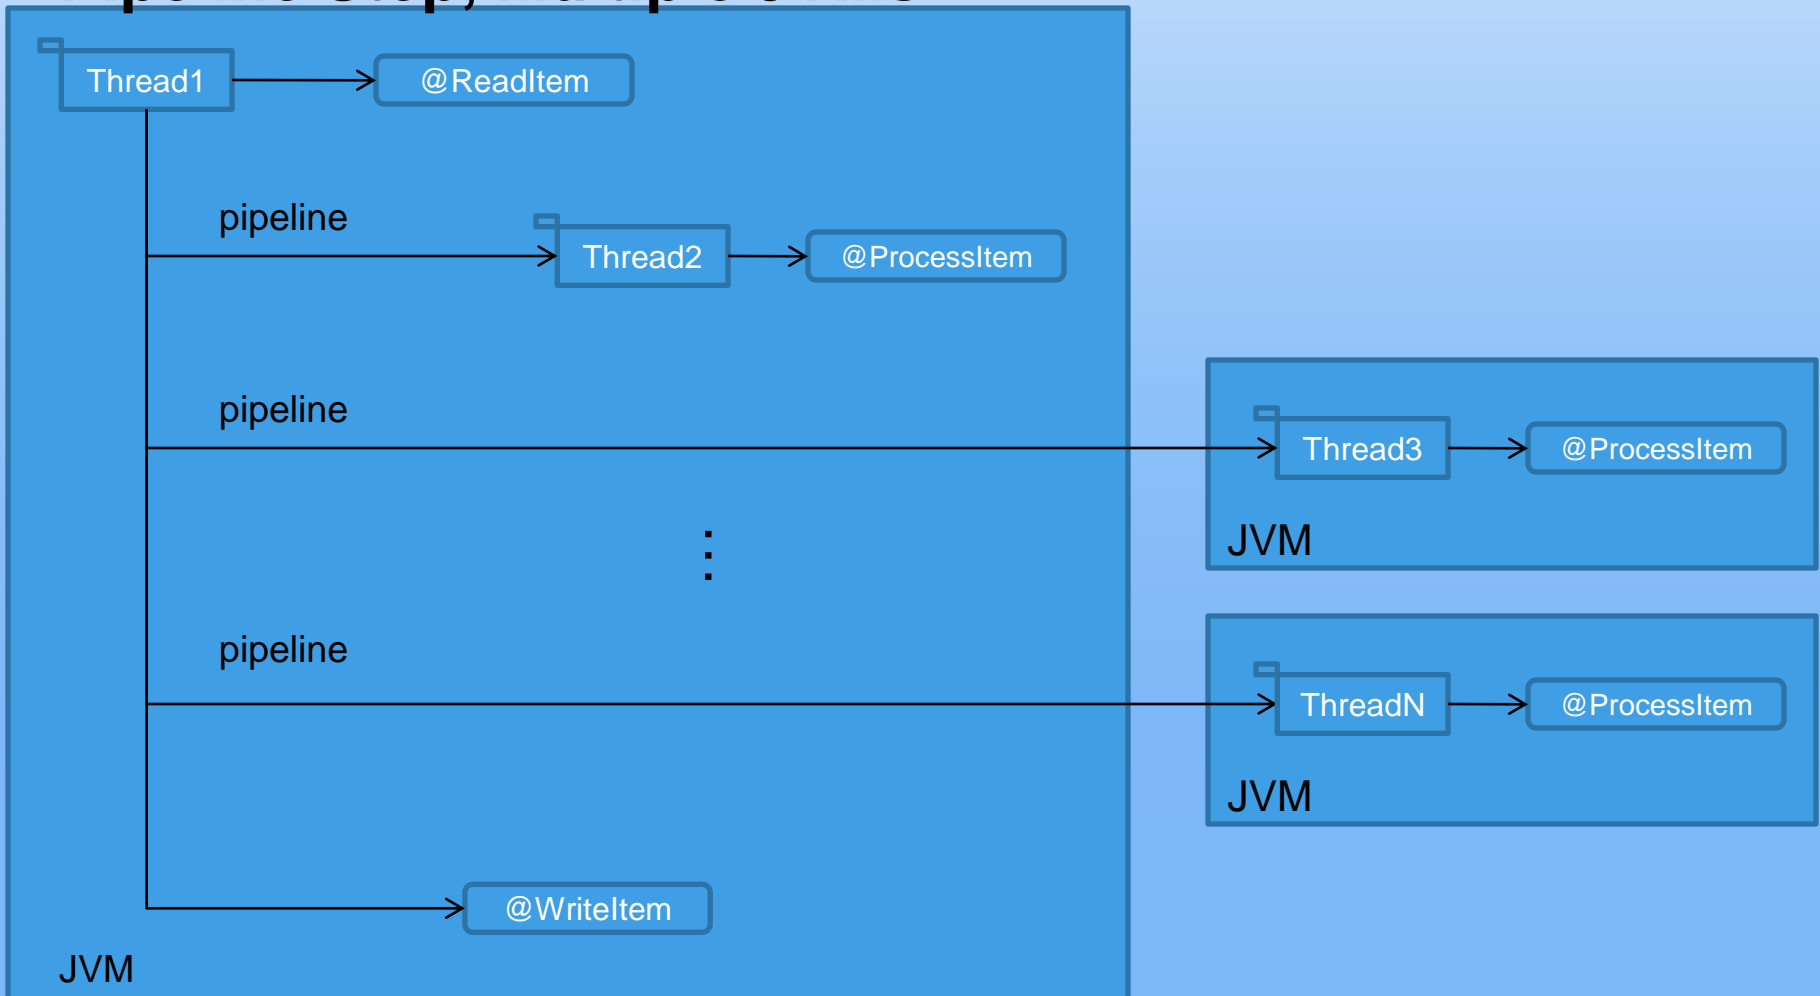 Thread1
@ReadItem
pipeline
Thread2
@ProcessItem
pipeline
Thread3
@ProcessItem
JVM
pipeline
ThreadN
@ProcessItem
JVM
@WriteItem
JVM